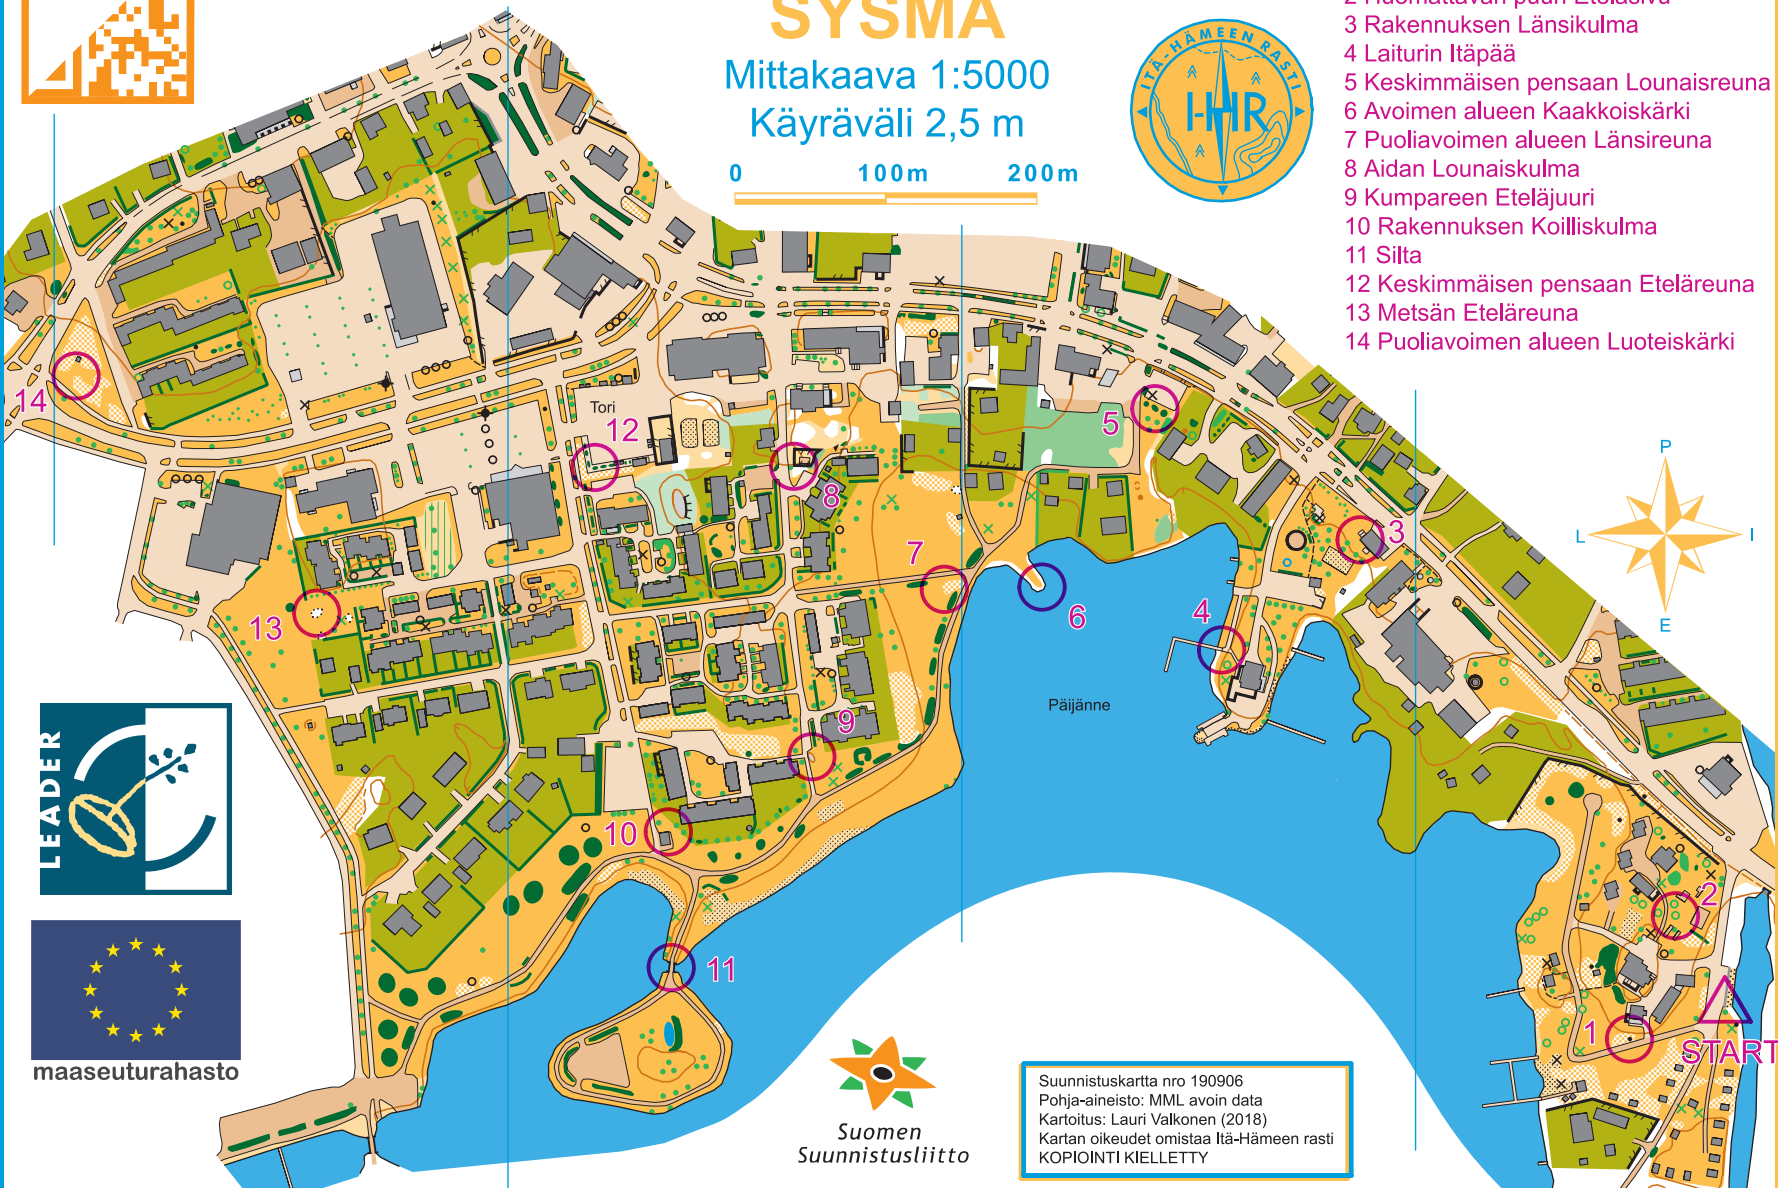 SYSMÄ
Mittakaava 1:5000
Käyräväli 2,5 m
0 100m 200m
ITÄ-HÄMEEN RASTI
I-HR
3 Rakennuksen Länsikulma
4 Laiturin Itäpää
5 Keskimmäisen pensaan Lounaisreuna
6 Avoimen alueen Kaakkoiskärki
7 Puoliavoimen alueen Länsireuna
8 Aidan Lounaiskulma
9 Kumpareen Eteläjuuri
10 Rakennuksen Koilliskulma
11 Silta
12 Keskimmäisen pensaan Eteläreuna
13 Metsän Eteläreuna
14 Puoliavoimen alueen Luoteiskärki
P
L
I
E
14
Tori
12
5
8
3
7
6
4
13
Päijänne
9
10
2
11
1
START
LEADER
maaseuturahasto
Suomen
Suunnistusliitto
Suunnistuskartta nro 190906
Pohja-aineisto: MML avoin data
Kartoitus: Lauri Valkonen (2018)
Kartan oikeudet omistaa Itä-Hämeen rasti
KOPIOINTI KIELLETTY